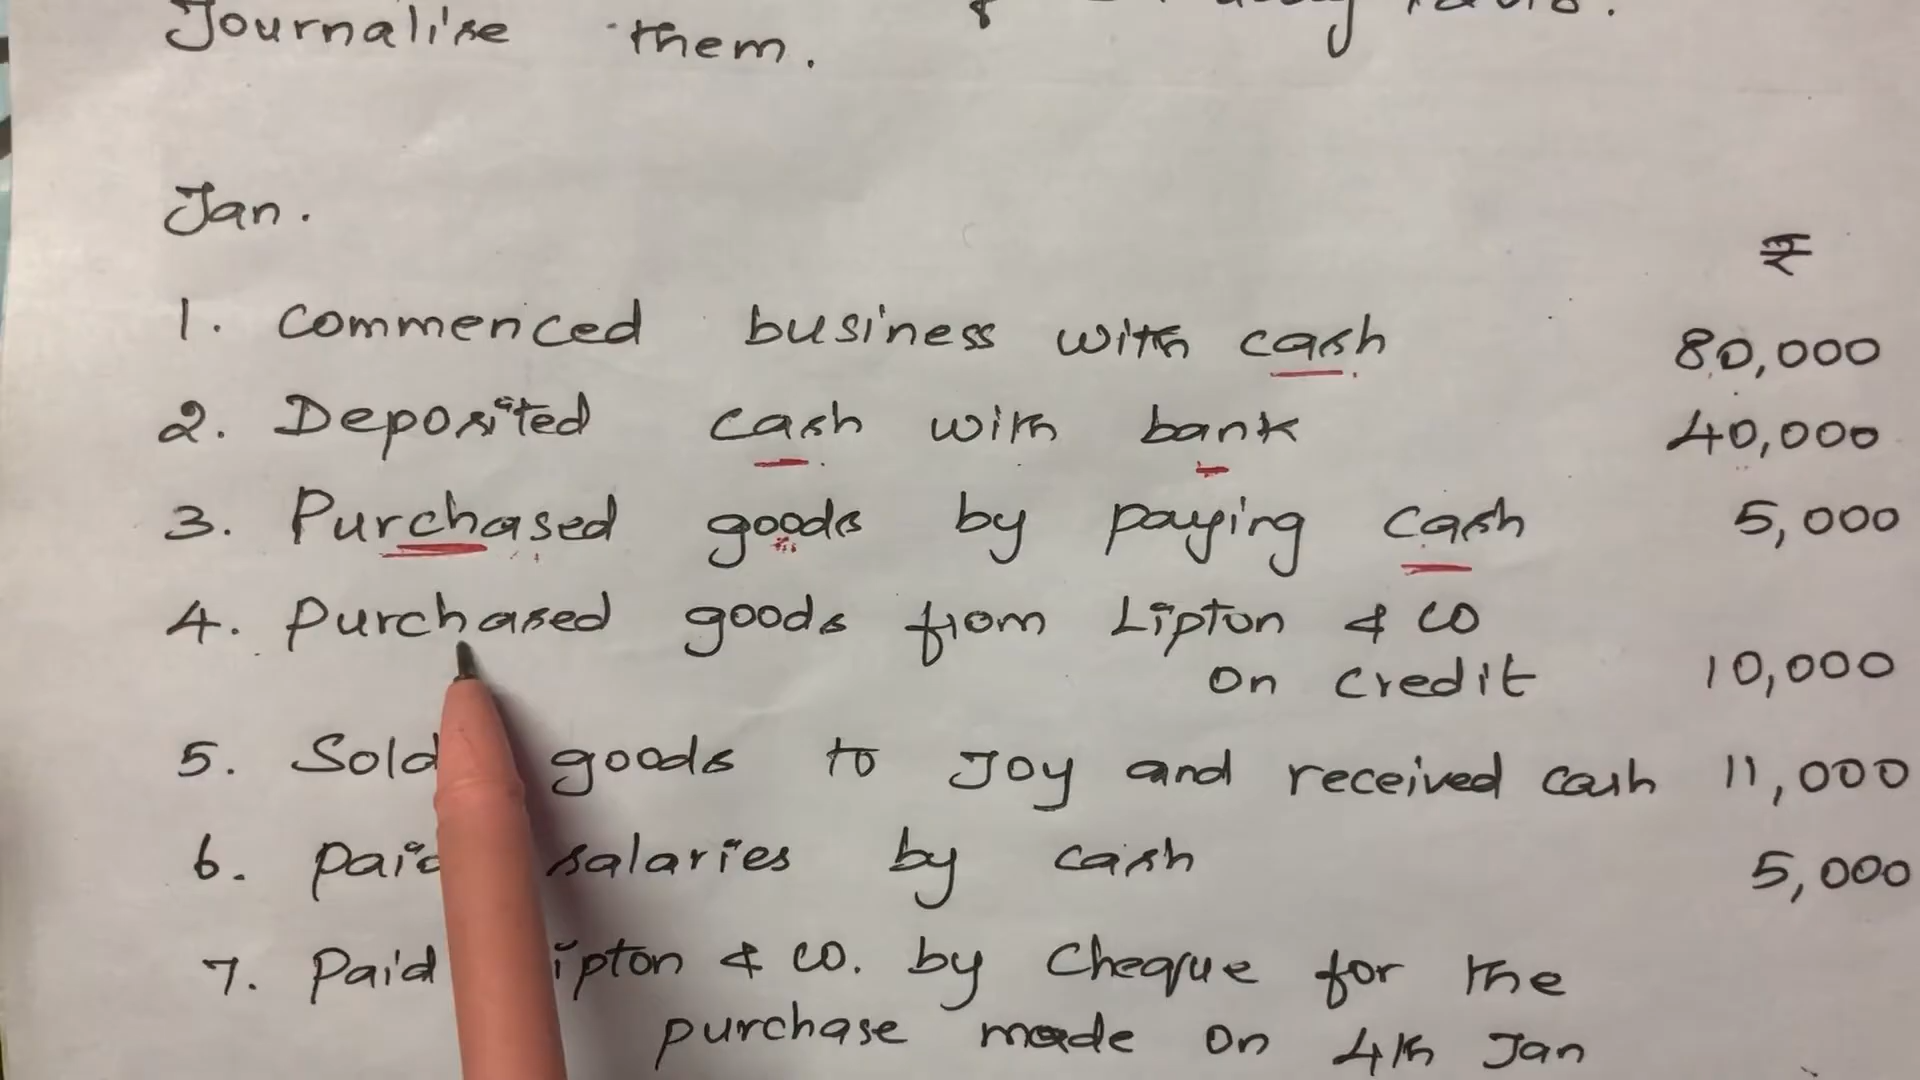 Journalise them.
Jan.
₹
1. Commenced business with cash 80,000
2. Deposited cash with bank 40,000
3. Purchased goods by paying cash 5,000
4. Purchased goods from Lipton & co
on credit 10,000
5. Sold goods to Joy and received cash 11,000
6. Paid salaries by cash 5,000
7. Paid ipton & co. by cheque for the
purchase made on 4th Jan